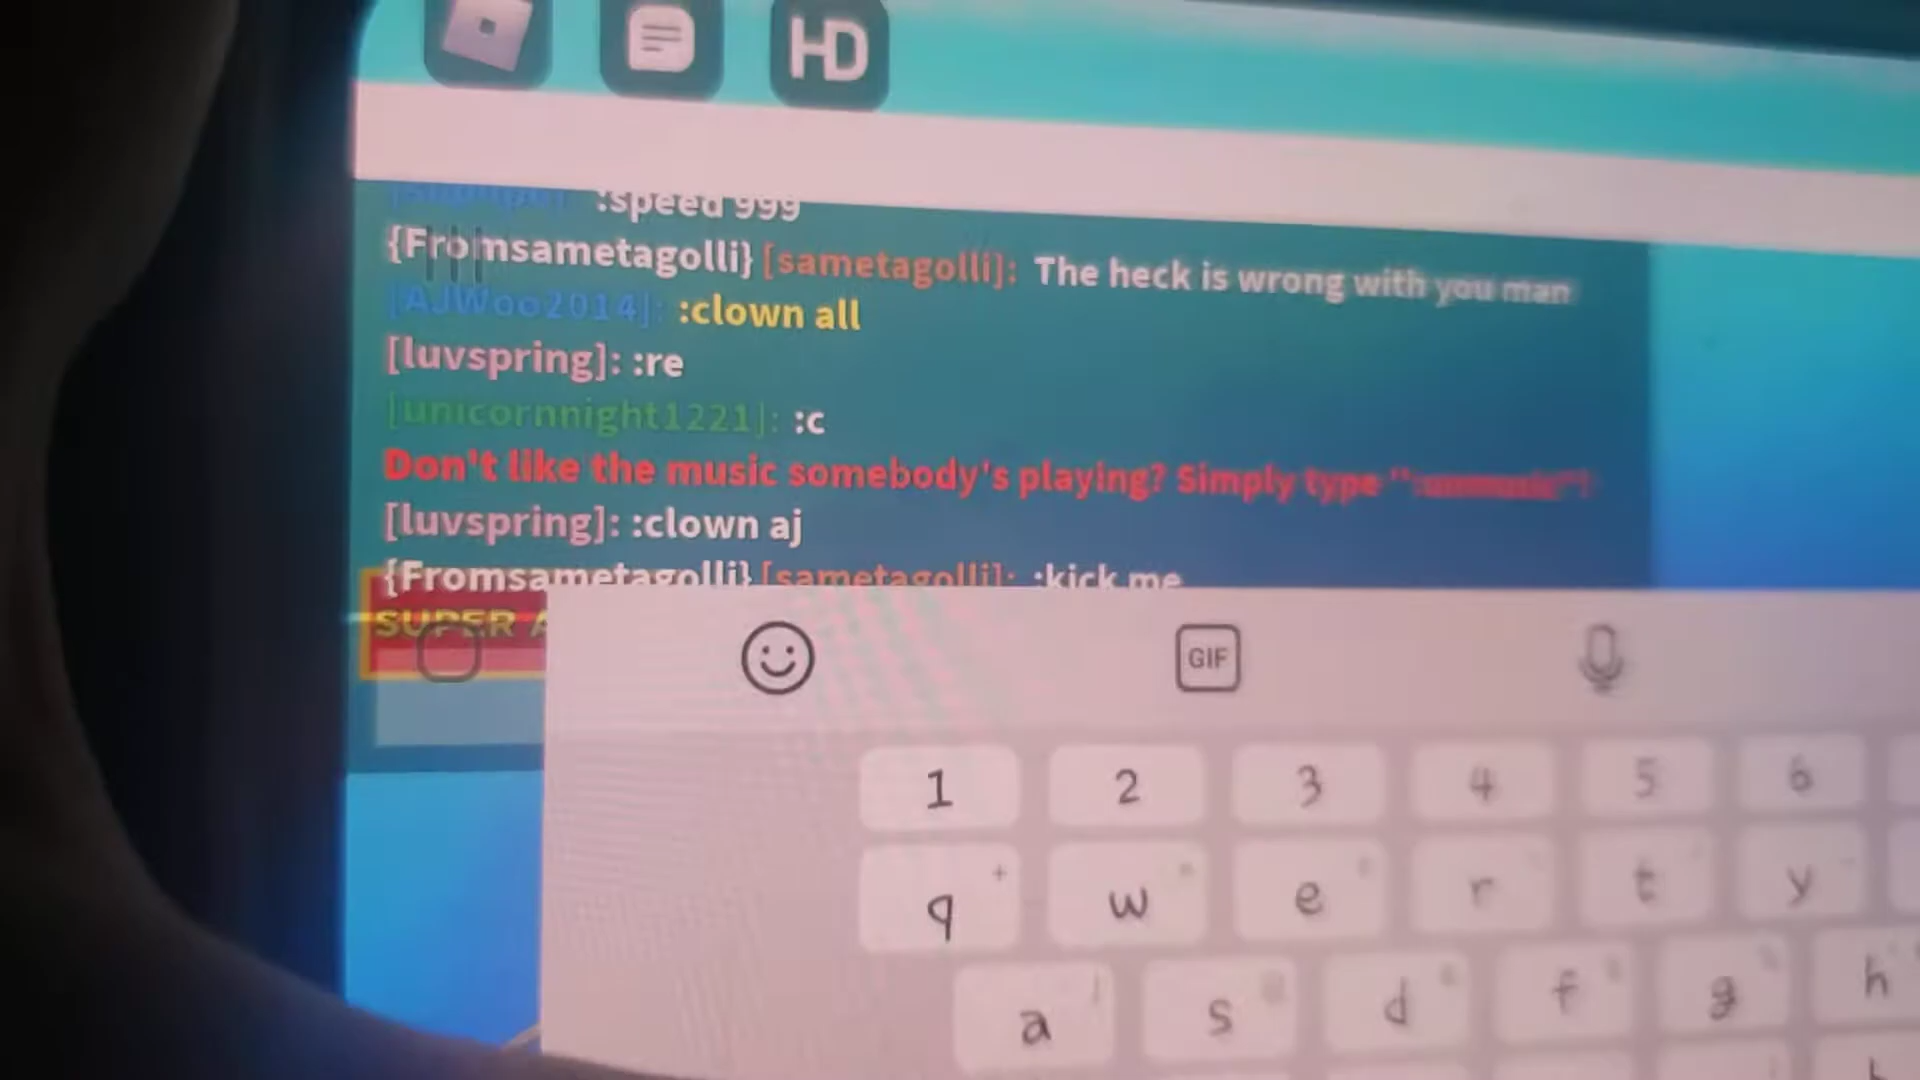 HD
:speed 999
{Fromsametagolli} [sametagolli]: The heck is wrong with you man
[AJWoo2014]: :clown all
[luvspring]: :re
[unicornnight1221]: :c
Don't like the music somebody's playing? Simply type "
[luvspring]: :clown aj
{Fromsametagolli} [sametagolli]: :kick me
SUPER A
GIF
1 2 3 4 5 6
q w e r t y
a s d f g h